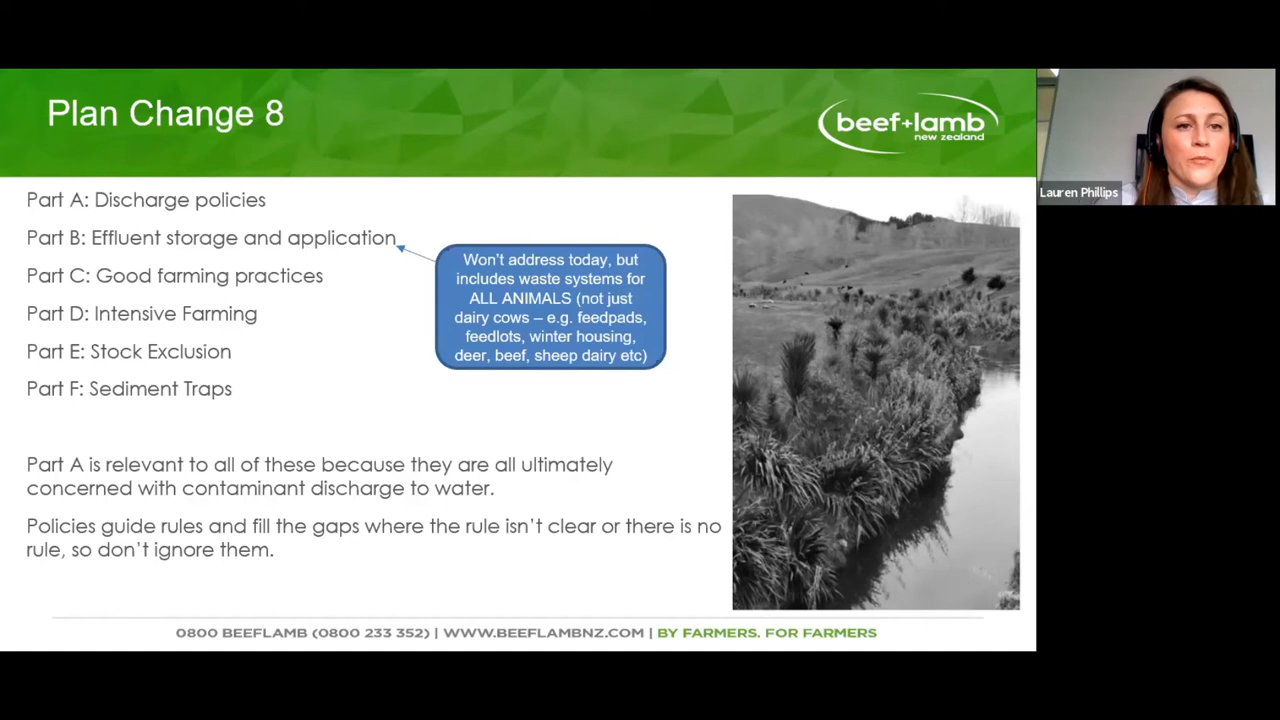 Plan Change 8
beef+lamb
new zealand
Lauren Phillips
Part A: Discharge policies
Part B: Effluent storage and application
Part C: Good farming practices
Part D: Intensive Farming
Part E: Stock Exclusion
Part F: Sediment Traps
Won't address today, but
includes waste systems for
ALL ANIMALS (not just
dairy cows – e.g. feedpads,
feedlots, winter housing,
deer, beef, sheep dairy etc)
Part A is relevant to all of these because they are all ultimately
concerned with contaminant discharge to water.
Policies guide rules and fill the gaps where the rule isn't clear or there is no
rule, so don't ignore them.
0800 BEEFLAMB (0800 233 352) | WWW.BEEFLAMBNZ.COM | BY FARMERS. FOR FARMERS